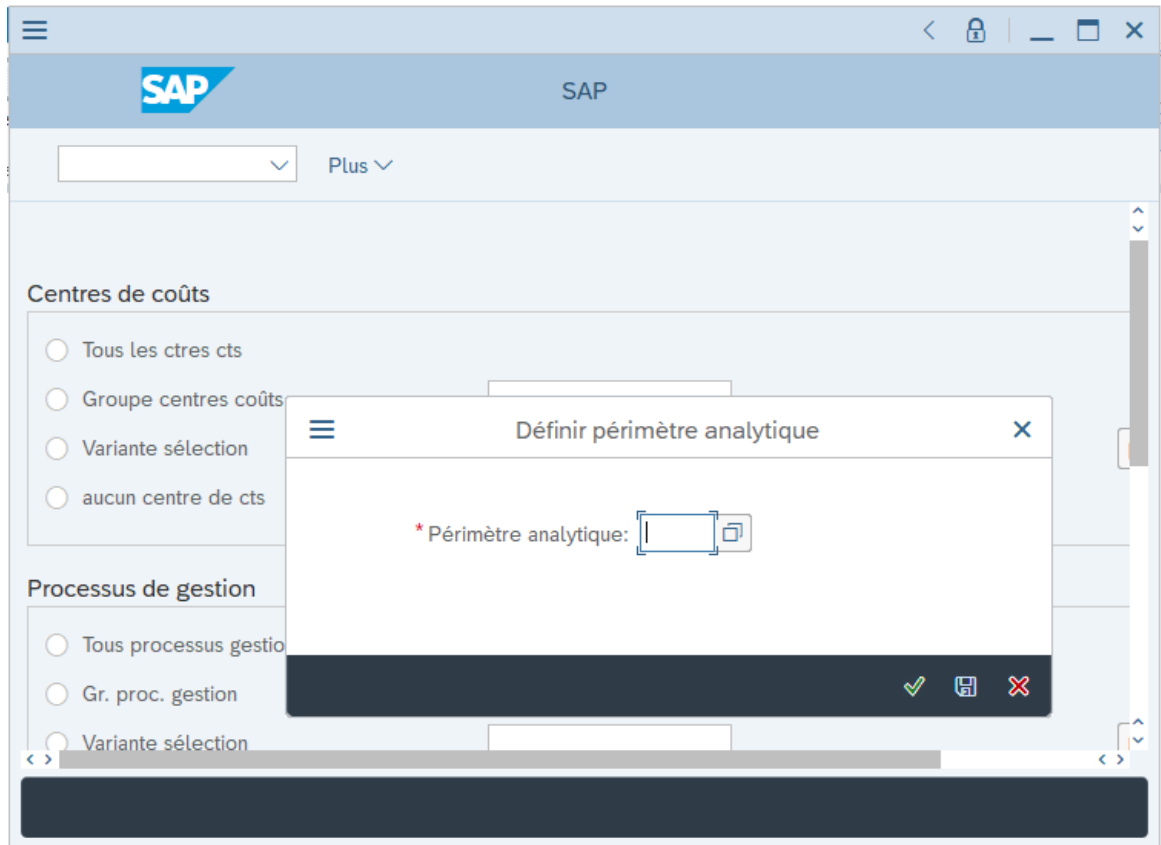 SAP
SAP
Plus
Centres de coûts
Tous les ctres cts
Groupe centres coûts
Variante sélection
aucun centre de cts
Définir périmètre analytique
* Périmètre analytique:
Processus de gestion
Tous processus gestio
Gr. proc. gestion
Variante sélection